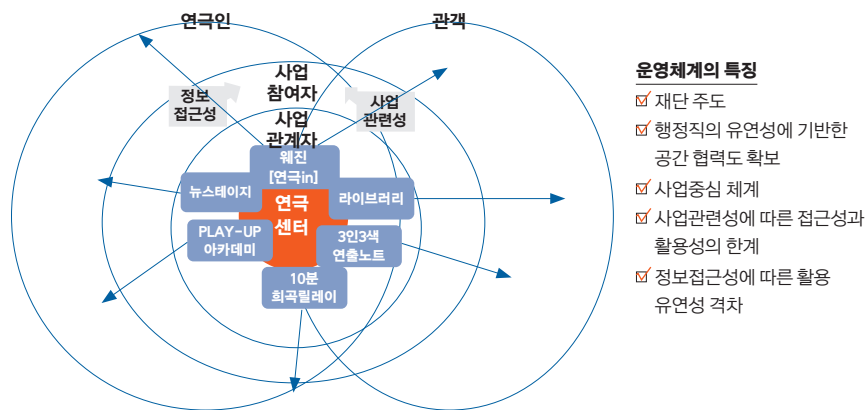 연극인
관객
사업
참여자
정보
접근성
사업
관련성
사업
관계자
웨진
[연극in]
뉴스테이지
라이브러리
연극
센터
PLAY-UP
아카데미
3인3색
연출노트
10분
희곡릴레이
운영체계의 특징
재단 주도
행정직의 유연성에 기반한
공간 협력도 확보
사업중심 체계
사업관련성에 따른 접근성과
활용성의 한계
정보접근성에 따른 활용
유연성 격차